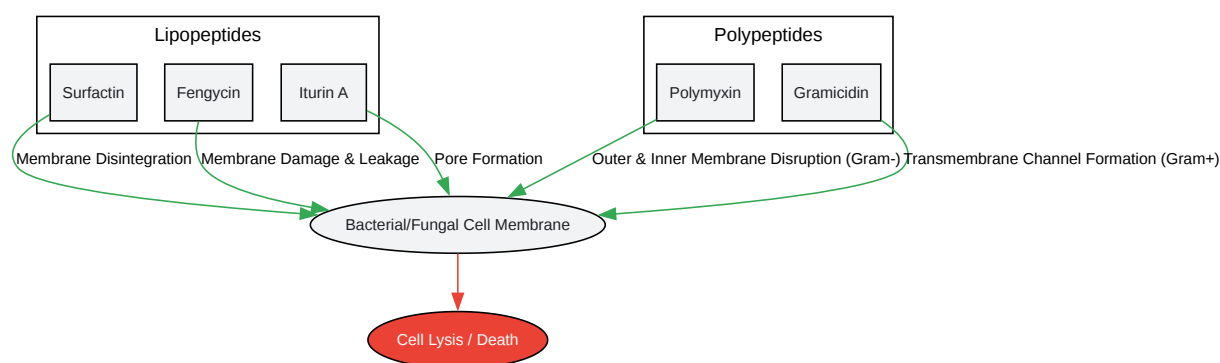 Lipopeptides
Polypeptides
Surfactin
Fengycin
Iturin A
Polymyxin
Gramicidin
Membrane Disintegration
Membrane Damage & Leakage
Pore Formation
Outer & Inner Membrane Disruption (Gram-)
Transmembrane Channel Formation (Gram+)
Bacterial/Fungal Cell Membrane
Cell Lysis / Death